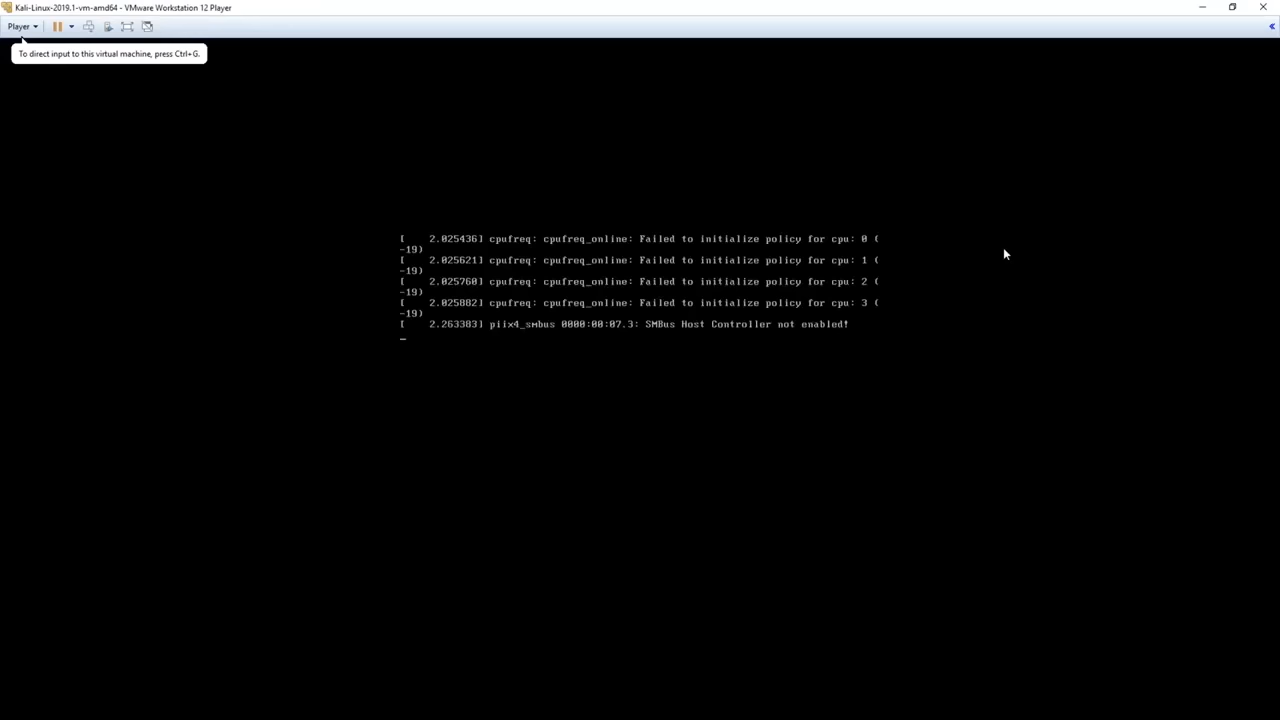 Kali-Linux-2019.1-vm-amd64 - VMware Workstation 12 Player
Player
To direct input to this virtual machine, press Ctrl+G.
[    2.025436] cpufreq: cpufreq_online: Failed to initialize policy for cpu: 0 (
-19)
[    2.025621] cpufreq: cpufreq_online: Failed to initialize policy for cpu: 1 (
-19)
[    2.025760] cpufreq: cpufreq_online: Failed to initialize policy for cpu: 2 (
-19)
[    2.025882] cpufreq: cpufreq_online: Failed to initialize policy for cpu: 3 (
-19)
[    2.263383] piix4_smbus 0000:00:07.3: SMBus Host Controller not enabled!